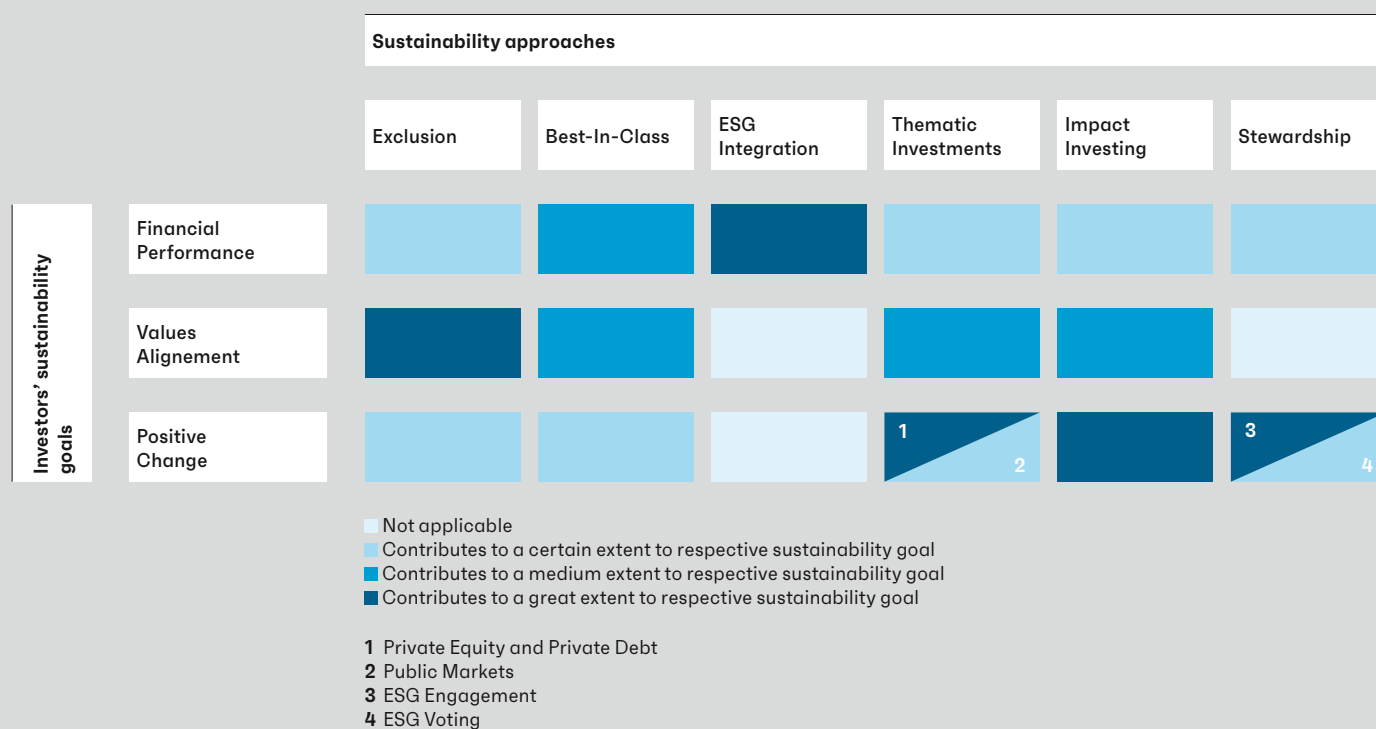 Sustainability approaches
Exclusion
Best-In-Class
ESG
Integration
Thematic
Investments
Impact
Investing
Stewardship
Investors’ sustainability
goals
Financial
Performance
Values
Alignement
Positive
Change
1
2
3
4
Not applicable
Contributes to a certain extent to respective sustainability goal
Contributes to a medium extent to respective sustainability goal
Contributes to a great extent to respective sustainability goal
1 Private Equity and Private Debt
2 Public Markets
3 ESG Engagement
4 ESG Voting